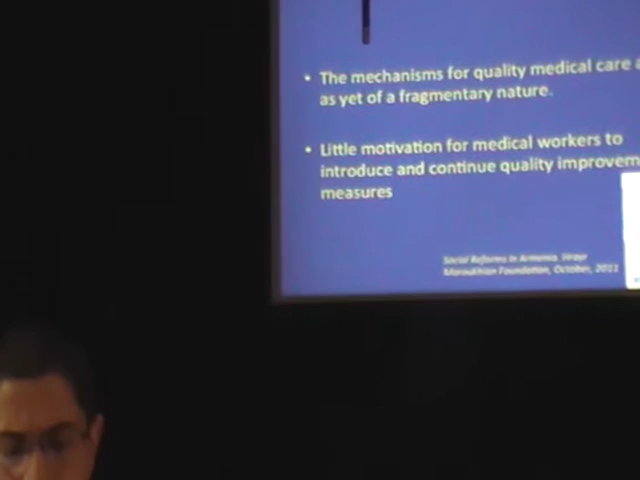 • The mechanisms for quality medical care a
as yet of a fragmentary nature.
• Little motivation for medical workers to
introduce and continue quality improvem
measures
Social Reforms in Armenia. Hrayr
Maroukhian Foundation, October, 2011